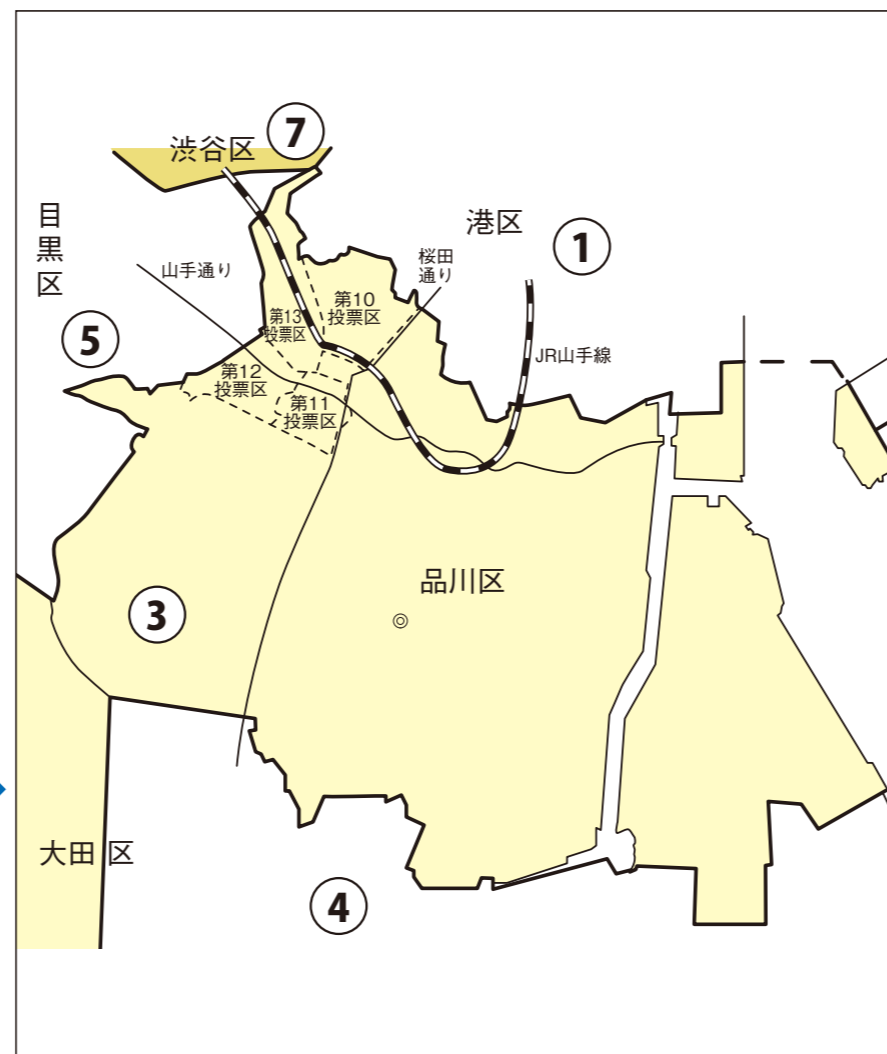 ⑦
渋谷区
目黒区
港区
①
山手通り
桜田
通り
第10
投票区
第13
投票区
⑤
JR山手線
第12
投票区
第11
投票区
品川区
③
◎
大田区
④